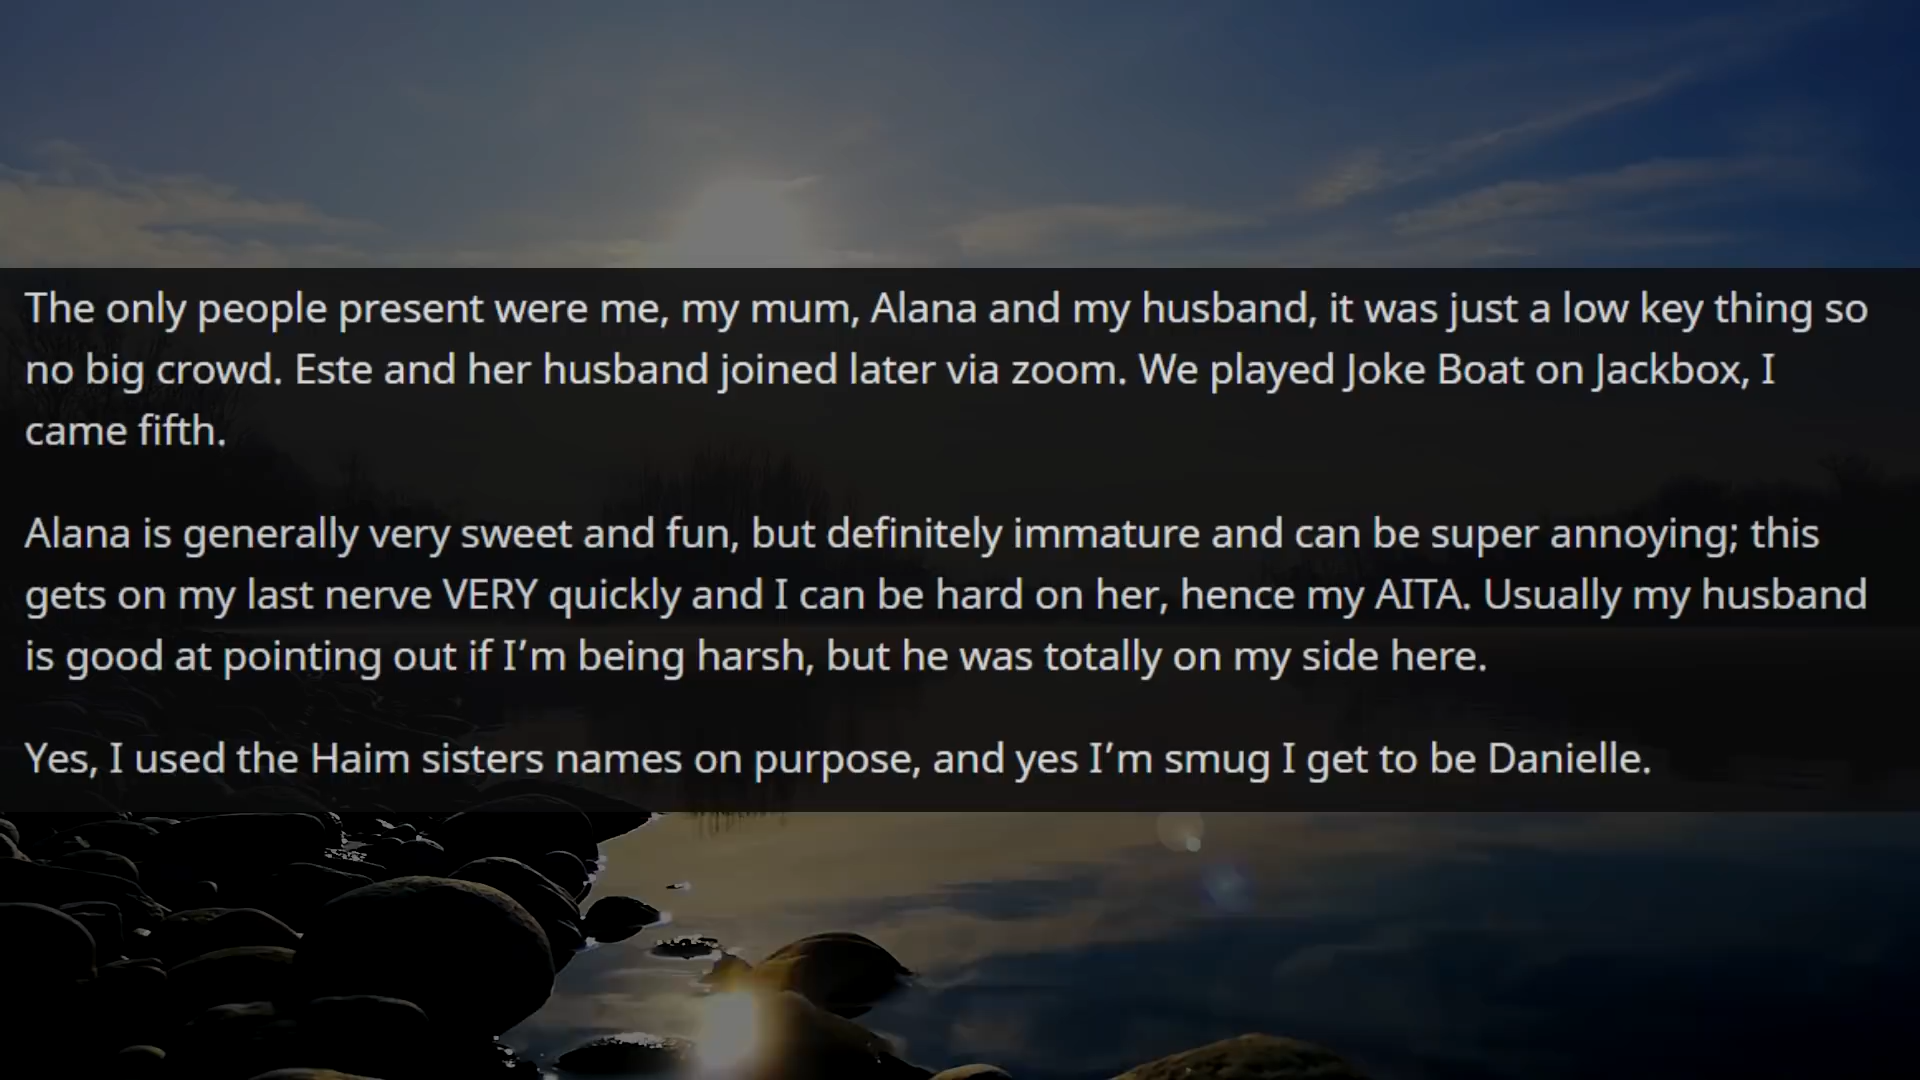 The only people present were me, my mum, Alana and my husband, it was just a low key thing so
no big crowd. Este and her husband joined later via zoom. We played Joke Boat on Jackbox, I
came fifth.
Alana is generally very sweet and fun, but definitely immature and can be super annoying; this
gets on my last nerve VERY quickly and I can be hard on her, hence my AITA. Usually my husband
is good at pointing out if I’m being harsh, but he was totally on my side here.
Yes, I used the Haim sisters names on purpose, and yes I’m smug I get to be Danielle.